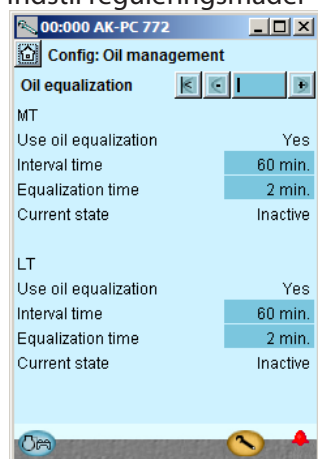 Indstil reguleringsmåder
00:000 AK-PC 772
Config: Oil management
Oil equalization
MT
Use oil equalization Yes
Interval time 60 min.
Equalization time 2 min.
Current state Inactive
LT
Use oil equalization Yes
Interval time 60 min.
Equalization time 2 min.
Current state Inactive